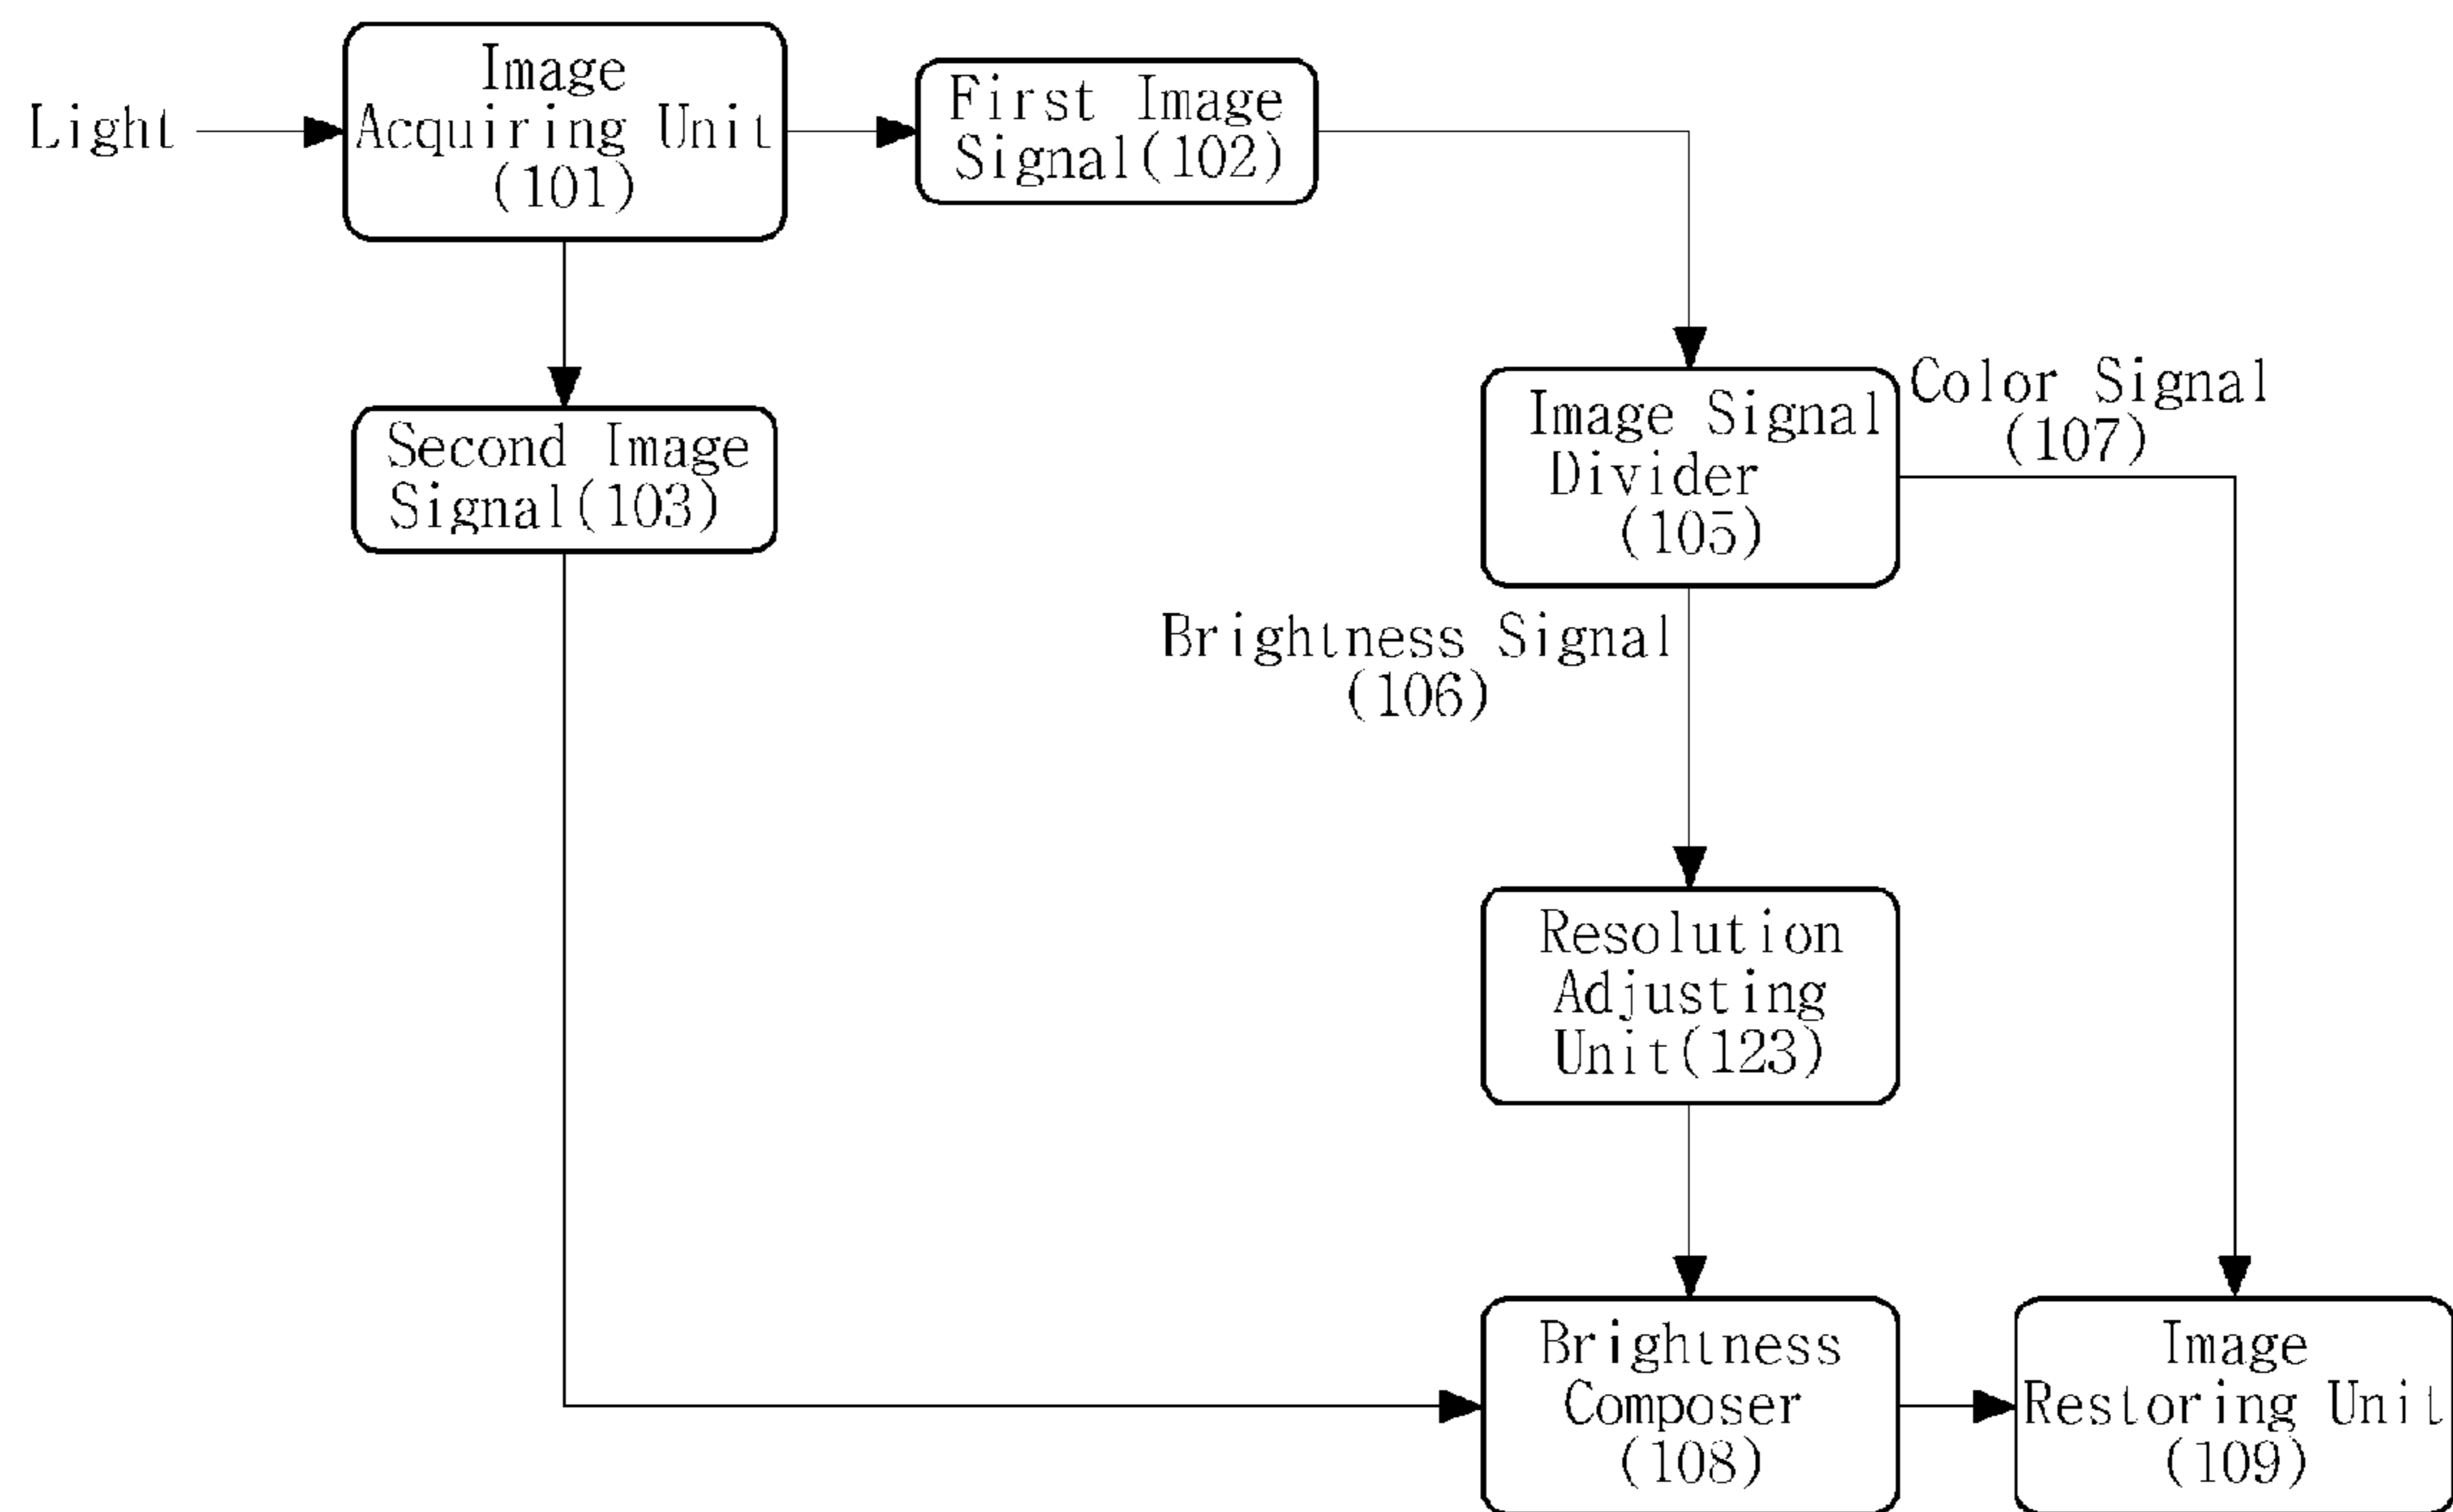 Light
Image
Acquiring Unit
(101)
First Image
Signal(102)
Second Image
Signal(103)
Image Signal
Divider
(105)
Color Signal
(107)
Brightness Signal
(106)
Resolution
Adjusting
Unit(123)
Brightness
Composer
(108)
Image
Restoring Unit
(109)